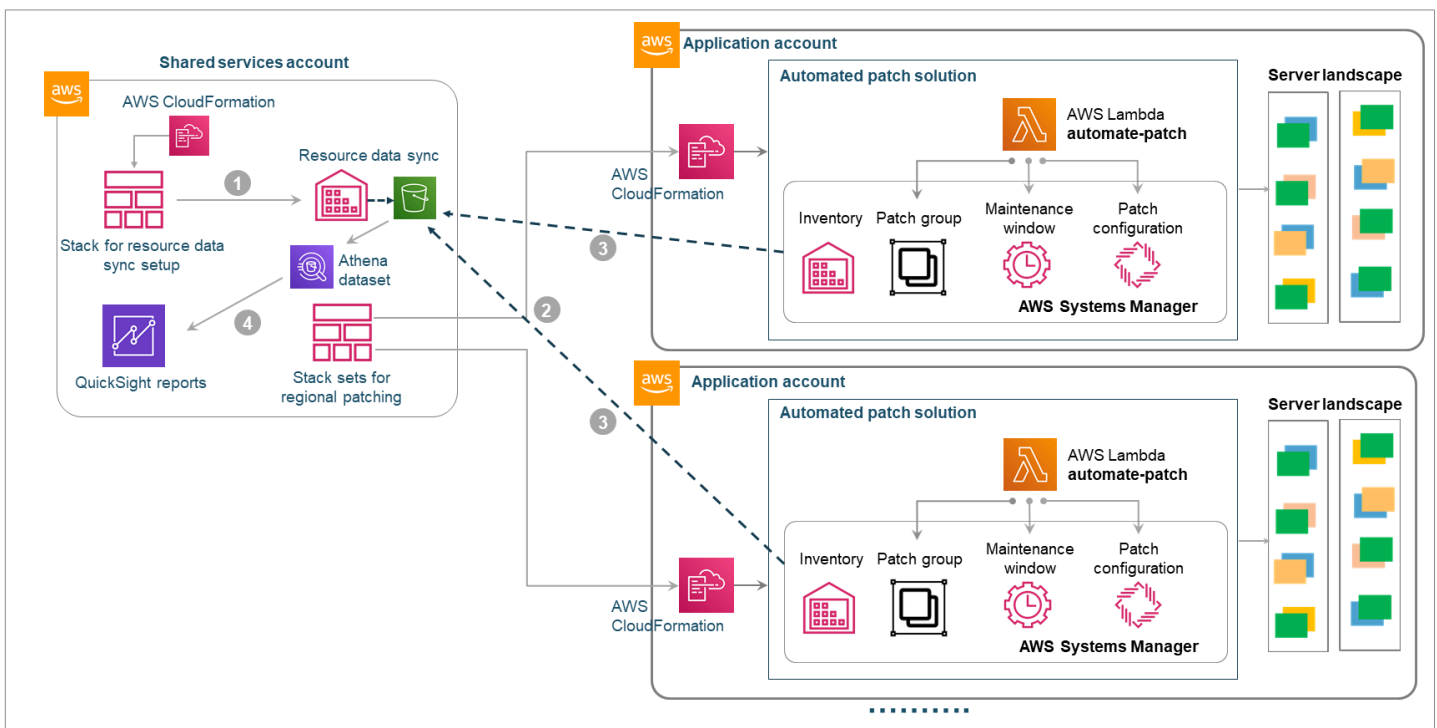 Shared services account
aws
AWS CloudFormation
Resource data sync
1
Stack for resource data
sync setup
Athena
dataset
4
QuickSight reports
Stack sets for
regional patching
2
3
3
aws
Application account
Automated patch solution
Server landscape
AWS Lambda
automate-patch
AWS
CloudFormation
Inventory
Patch group
Maintenance
window
Patch
configuration
AWS Systems Manager
aws
Application account
Automated patch solution
Server landscape
AWS Lambda
automate-patch
AWS
CloudFormation
Inventory
Patch group
Maintenance
window
Patch
configuration
AWS Systems Manager